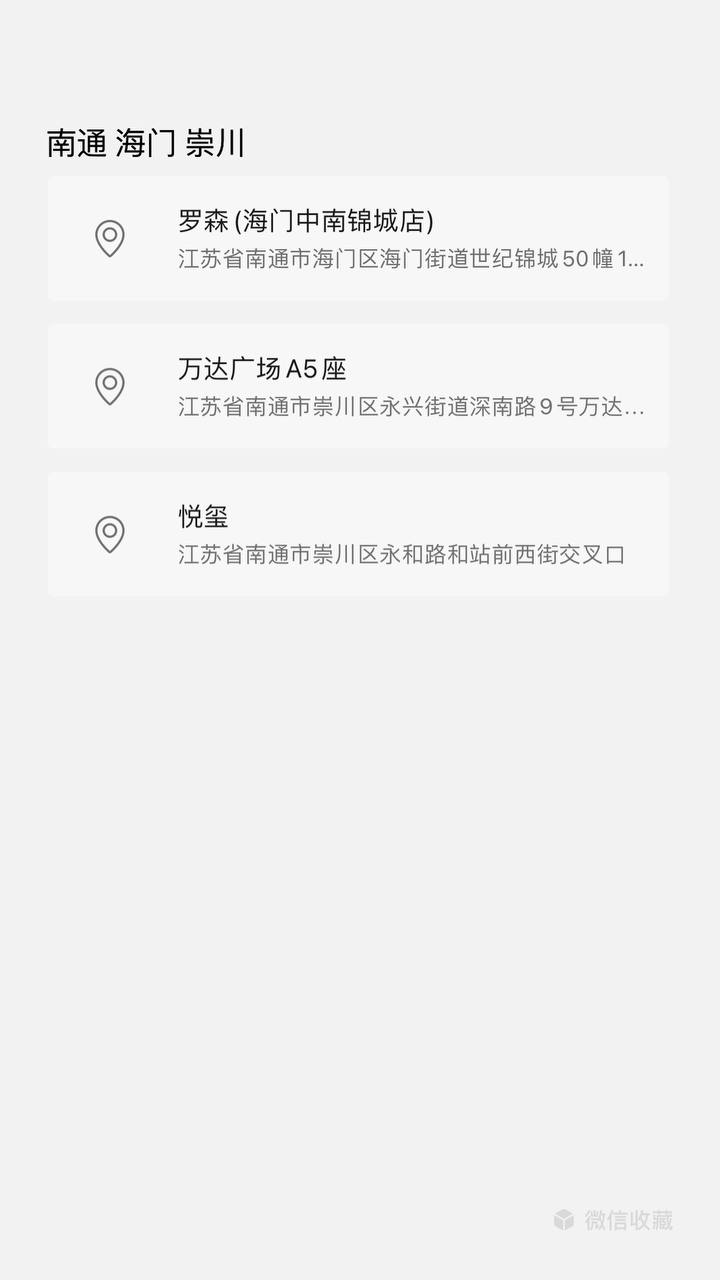 南通 海门 崇川
罗森 (海门中南锦城店)
江苏省南通市海门区海门街道世纪锦城 50 幢 1...
万达广场 A5 座
江苏省南通市崇川区永兴街道深南路 9 号万达...
悦玺
江苏省南通市崇川区永和路和站前西街交叉口
微信收藏